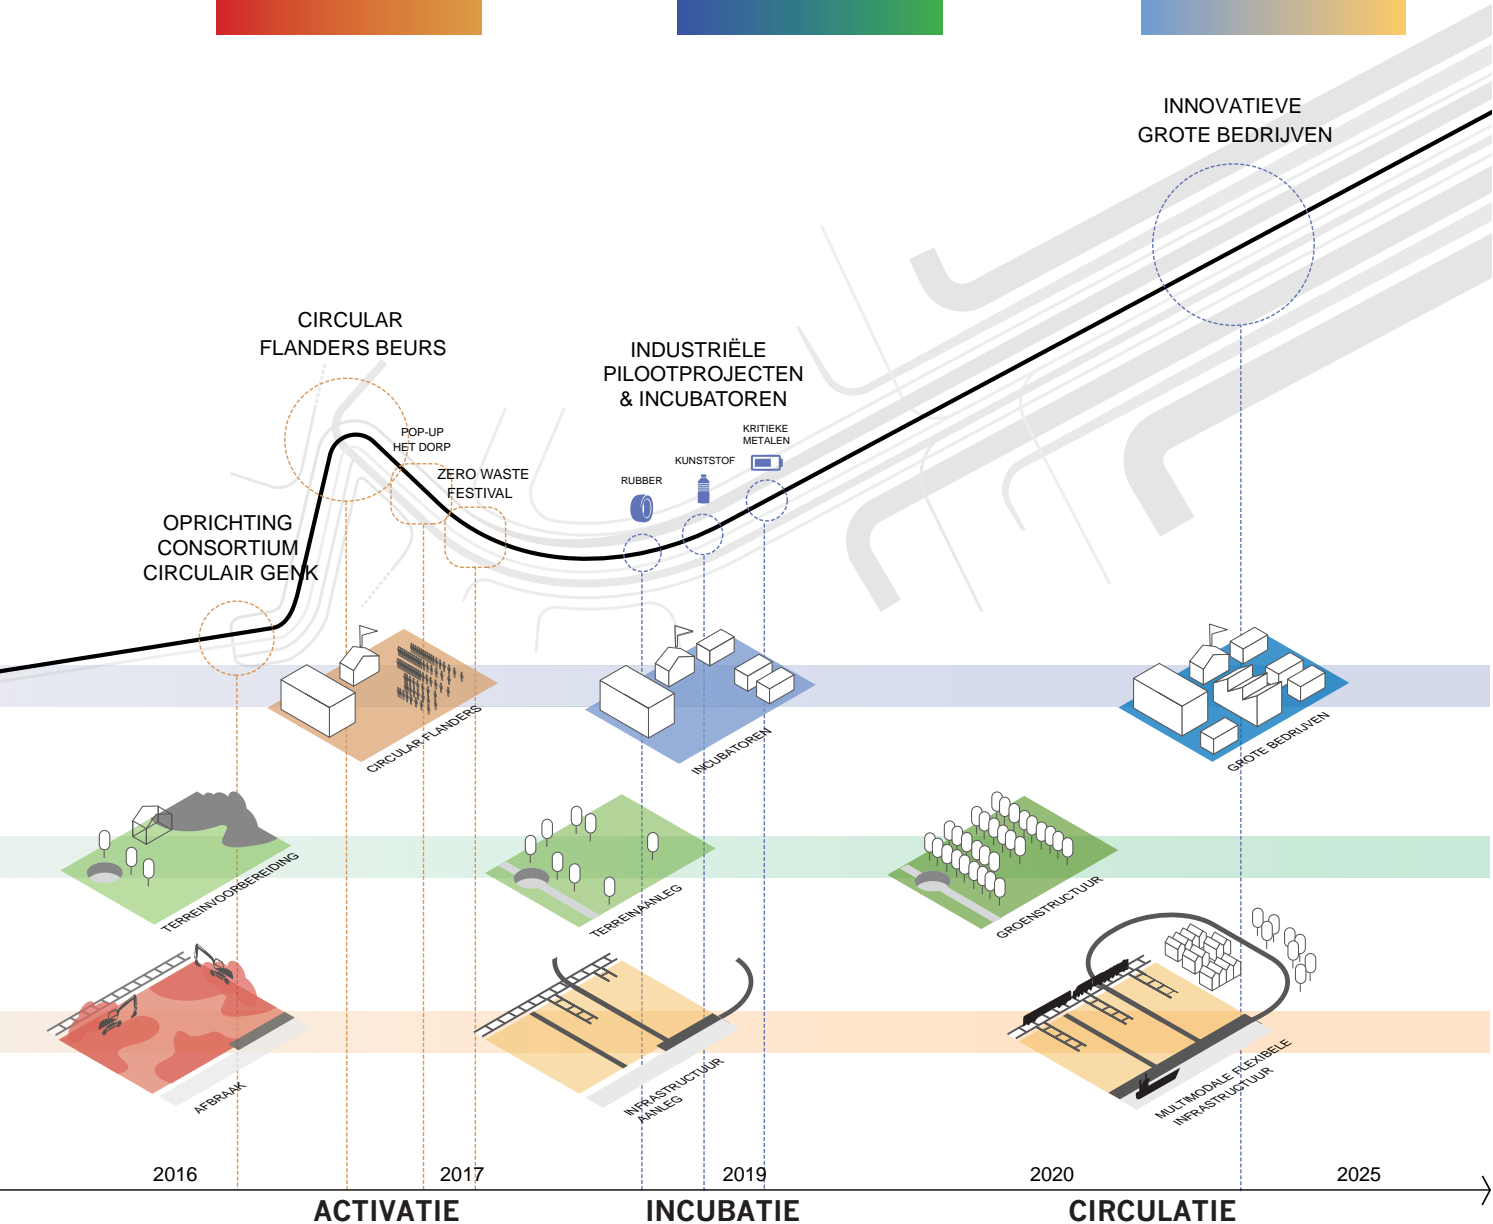 INNOVATIEVE
GROTE BEDRIJVEN
CIRCULAR
FLANDERS BEURS
INDUSTRIËLE
PILOOTPROJECTEN
& INCUBATOREN
POP-UP
HET DORP
KRITIEKE
METALEN
ZERO WASTE
FESTIVAL
KUNSTSTOF
RUBBER
OPRICHTING
CONSORTIUM
CIRCULAIR GENK
CIRCULAR FLANDERS
INCUBATOREN
GROTE BEDRIJVEN
TERREINVOORBEREIDING
TERREINAANLEG
GROENSTRUCTUUR
AFBRAAK
INFRASTRUCTUUR
AANLEG
MULTIMODALE FLEXIBELE
INFRASTRUCTUUR
2016
2017
2019
2020
2025
ACTIVATIE
INCUBATIE
CIRCULATIE